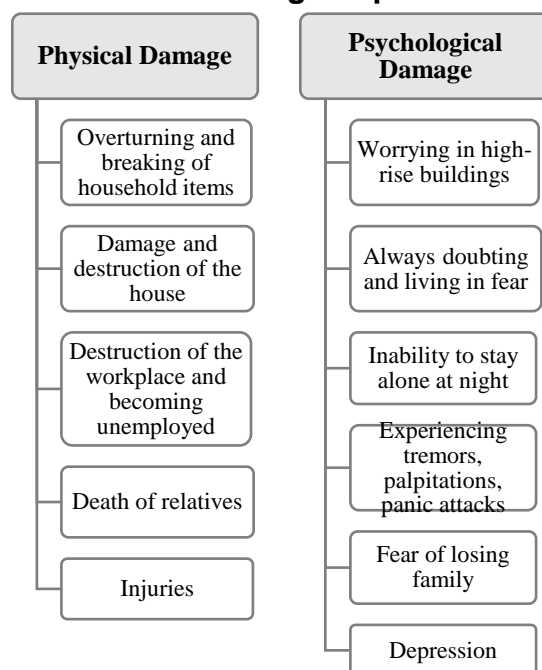 Physical Damage
Overturning and
breaking of
household items
Damage and
destruction of the
house
Destruction of the
workplace and
becoming
unemployed
Death of relatives
Injuries
Psychological
Damage
Worrying in high-
rise buildings
Always doubting
and living in fear
Inability to stay
alone at night
Experiencing
tremors,
palpitations,
panic attacks
Fear of losing
family
Depression